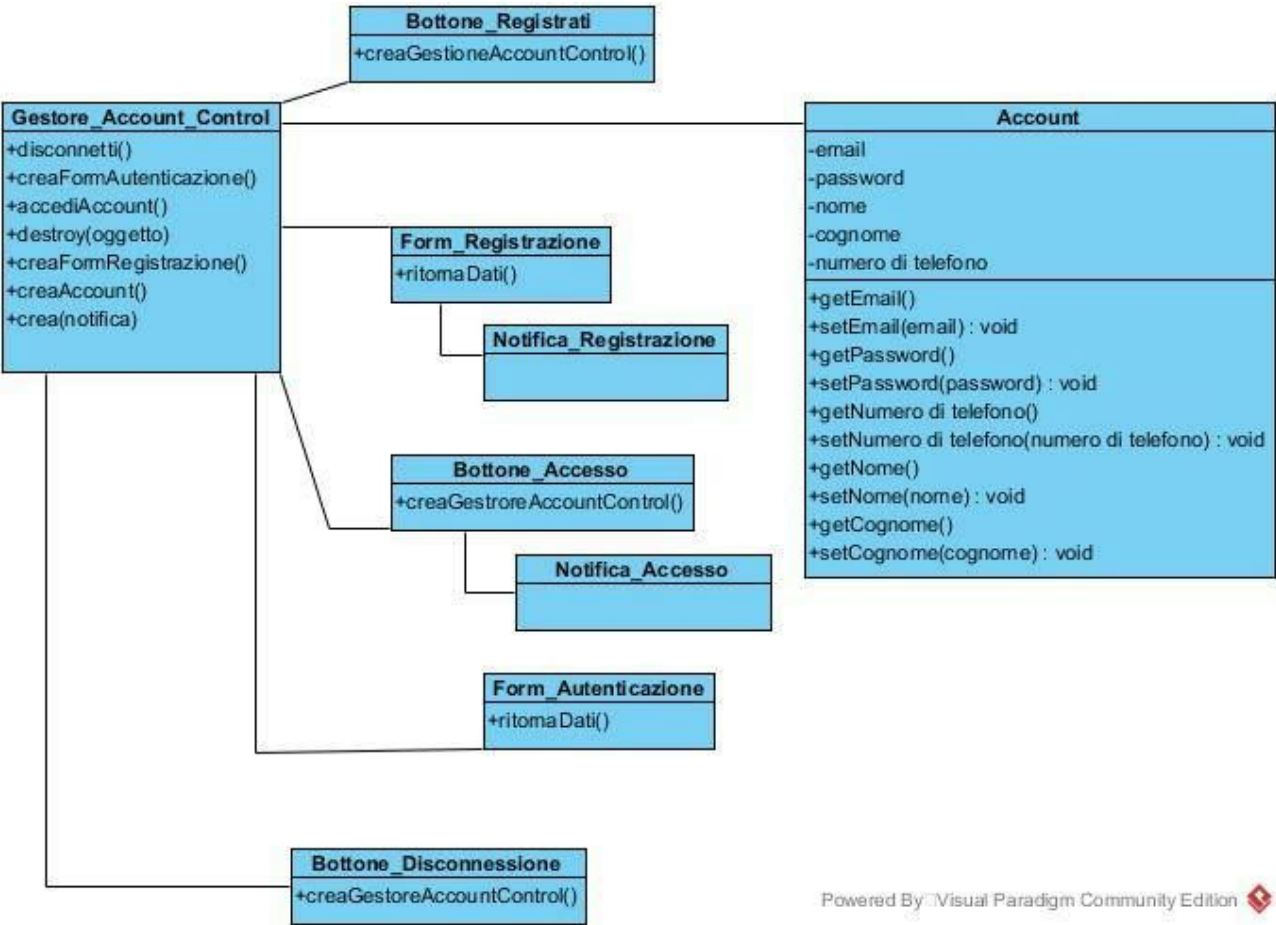 Bottone_Registrati
+creaGestioneAccountControl()
Gestore_Account_Control
+disconnetti()
+creaFormAutenticazione()
+accediAccount()
+destroy(oggetto)
+creaFormRegistrazione()
+creaAccount()
+crea(notifica)
Account
-email
-password
-nome
-cognome
-numero di telefono
+getEmail()
+setEmail(email) : void
+getPassword()
+setPassword(password) : void
+getNumero di telefono()
+setNumero di telefono(numero di telefono) : void
+getNome()
+setNome(nome) : void
+getCognome()
+setCognome(cognome) : void
Form_Registrazione
+ritornaDati()
Notifica_Registrazione
Bottone_Accesso
+creaGestroreAccountControl()
Notifica_Accesso
Form_Autenticazione
+ritornaDati()
Bottone_Disconnessione
+creaGestoreAccountControl()
Powered By Visual Paradigm Community Edition